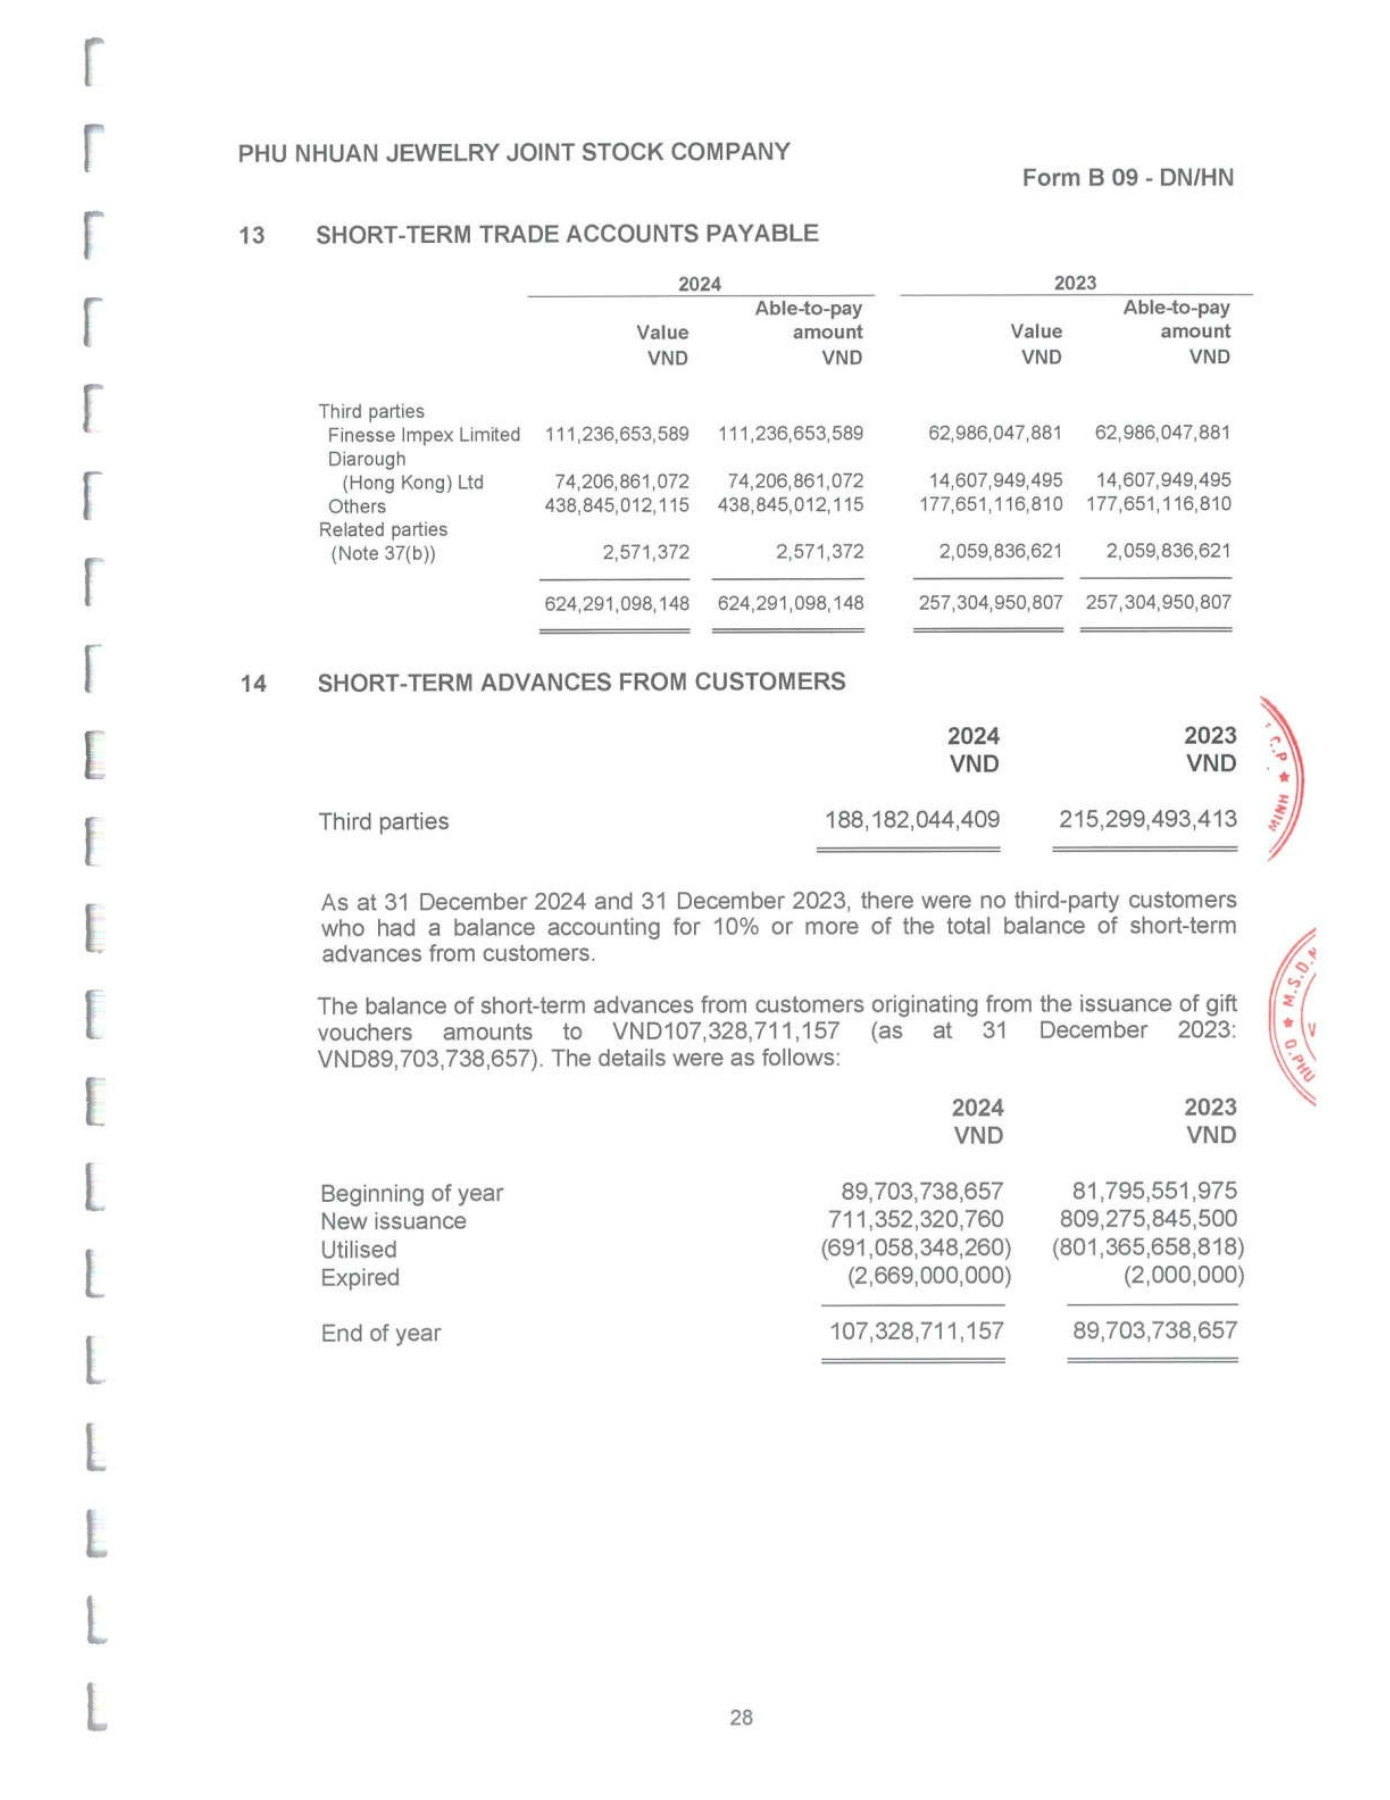 PHU NHUAN JEWELRY JOINT STOCK COMPANY
Form B 09 - DN/HN
13 SHORT-TERM TRADE ACCOUNTS PAYABLE
2024 2023
Able-to-pay Able-to-pay
Value amount Value amount
VND VND VND VND
Third parties
Finesse Impex Limited 111,236,653,589 111,236,653,589 62,986,047,881 62,986,047,881
Diarough
(Hong Kong) Ltd 74,206,861,072 74,206,861,072 14,607,949,495 14,607,949,495
Others 438,845,012,115 438,845,012,115 177,651,116,810 177,651,116,810
Related parties
(Note 37(b)) 2,571,372 2,571,372 2,059,836,621 2,059,836,621
624,291,098,148 624,291,098,148 257,304,950,807 257,304,950,807
14 SHORT-TERM ADVANCES FROM CUSTOMERS
2024 2023
VND VND
Third parties 188,182,044,409 215,299,493,413
C.P ★ MINH
As at 31 December 2024 and 31 December 2023, there were no third-party customers
who had a balance accounting for 10% or more of the total balance of short-term
advances from customers.
The balance of short-term advances from customers originating from the issuance of gift
vouchers amounts to VND107,328,711,157 (as at 31 December 2023:
VND89,703,738,657). The details were as follows:
Q.PHU ★ M.S.D.N
2024 2023
VND VND
Beginning of year 89,703,738,657 81,795,551,975
New issuance 711,352,320,760 809,275,845,500
Utilised (691,058,348,260) (801,365,658,818)
Expired (2,669,000,000) (2,000,000)
End of year 107,328,711,157 89,703,738,657
28